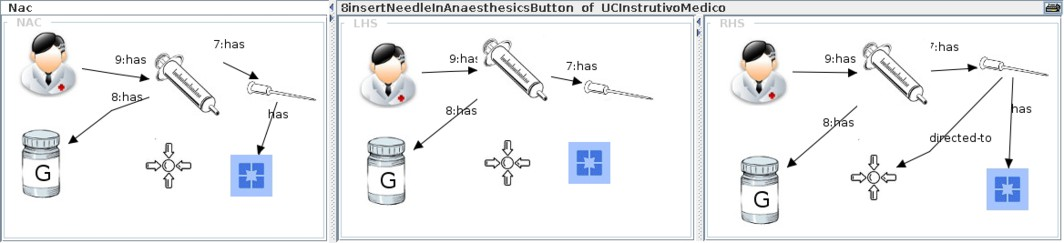 Nac
8insertNeedleInAnaesthesicsButton of UCInstrutivoMedico
NAC
7:has
9:has
8:has
has
G
LHS
9:has
7:has
8:has
G
RHS
9:has
7:has
8:has
has
directed-to
G